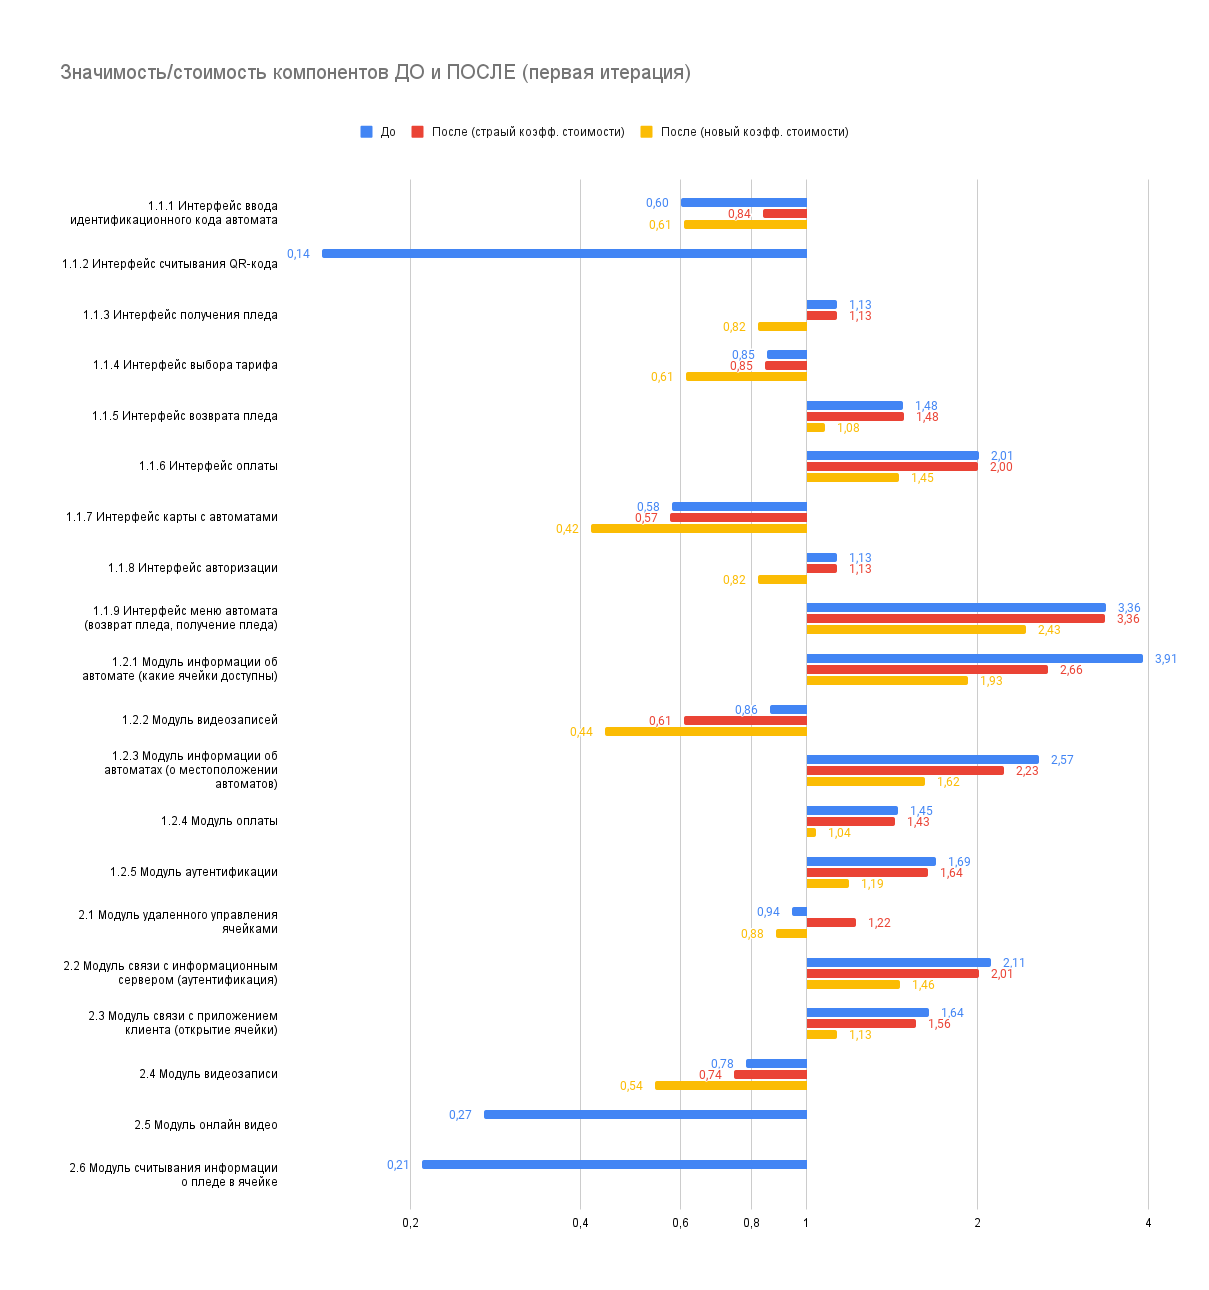 Значимость/стоимость компонентов ДО и ПОСЛЕ (первая итерация)
До После (страый коэфф. стоимости) После (новый коэфф. стоимости)
1.1.1 Интерфейс ввода
идентификационного кода автомата
0,60
0,84
0,61
1.1.2 Интерфейс считывания QR-кода
0,14
1.1.3 Интерфейс получения пледа
1,13
1,13
0,82
1.1.4 Интерфейс выбора тарифа
0,85
0,85
0,61
1.1.5 Интерфейс возврата пледа
1,48
1,48
1,08
1.1.6 Интерфейс оплаты
2,01
2,00
1,45
1.1.7 Интерфейс карты с автоматами
0,58
0,57
0,42
1.1.8 Интерфейс авторизации
1,13
1,13
0,82
1.1.9 Интерфейс меню автомата
(возврат пледа, получение пледа)
3,36
3,36
2,43
1.2.1 Модуль информации об
автомате (какие ячейки доступны)
3,91
2,66
1,93
1.2.2 Модуль видеозаписей
0,86
0,61
0,44
1.2.3 Модуль информации об
автоматах (о местоположении
автоматов)
2,57
2,23
1,62
1.2.4 Модуль оплаты
1,45
1,43
1,04
1.2.5 Модуль аутентификации
1,69
1,64
1,19
2.1 Модуль удаленного управления
ячейками
0,94
1,22
0,88
2.2 Модуль связи с информационным
сервером (аутентификация)
2,11
2,01
1,46
2.3 Модуль связи с приложением
клиента (открытие ячейки)
1,64
1,56
1,13
2.4 Модуль видеозаписи
0,78
0,74
0,54
2.5 Модуль онлайн видео
0,27
2.6 Модуль считывания информации
о пледе в ячейке
0,21
0,2 0,4 0,6 0,8 1 2 4